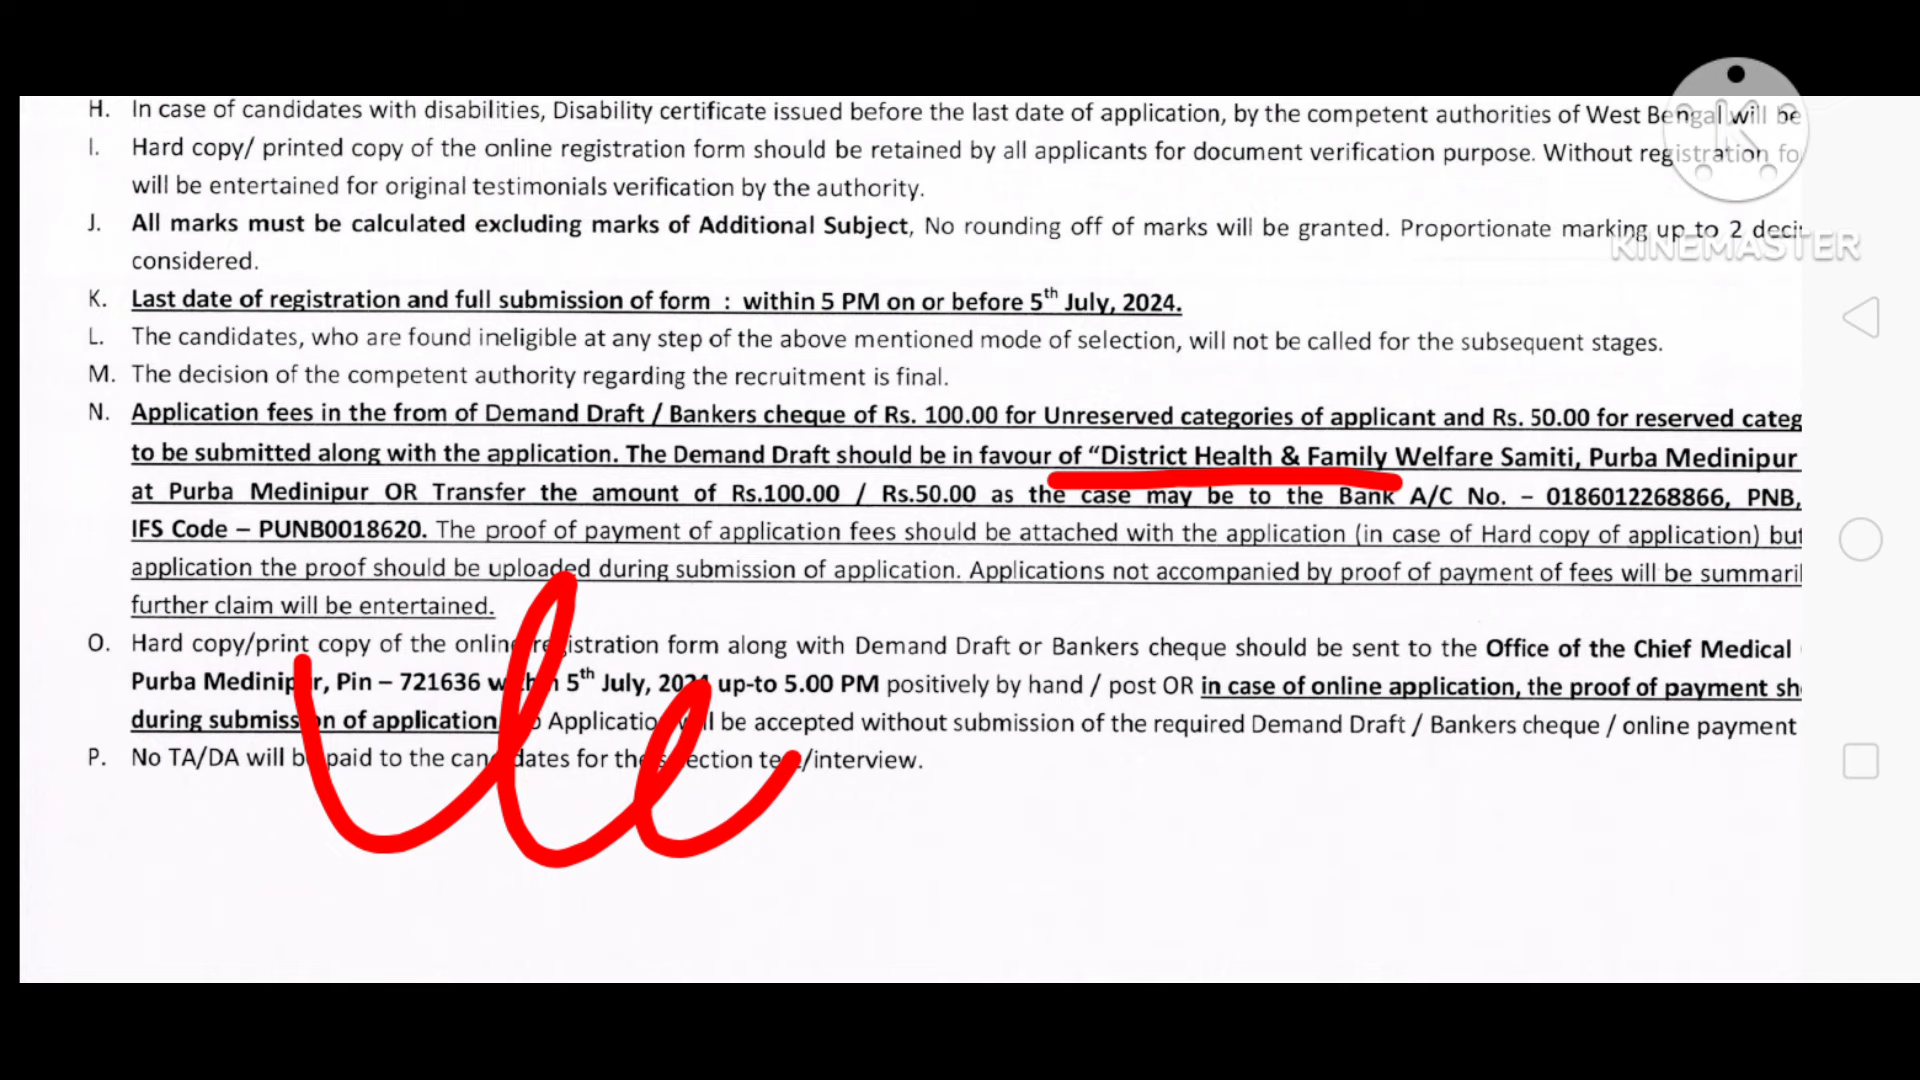 H. In case of candidates with disabilities, Disability certificate issued before the last date of application, by the competent authorities of West Bengal will be
I. Hard copy/ printed copy of the online registration form should be retained by all applicants for document verification purpose. Without registration fo
will be entertained for original testimonials verification by the authority.
J. All marks must be calculated excluding marks of Additional Subject, No rounding off of marks will be granted. Proportionate marking up to 2 deci
considered.
KINEMASTER
K. Last date of registration and full submission of form : within 5 PM on or before 5th July, 2024.
L. The candidates, who are found ineligible at any step of the above mentioned mode of selection, will not be called for the subsequent stages.
M. The decision of the competent authority regarding the recruitment is final.
N. Application fees in the from of Demand Draft / Bankers cheque of Rs. 100.00 for Unreserved categories of applicant and Rs. 50.00 for reserved categ
to be submitted along with the application. The Demand Draft should be in favour of “District Health & Family Welfare Samiti, Purba Medinipur
at Purba Medinipur OR Transfer the amount of Rs.100.00 / Rs.50.00 as the case may be to the Bank A/C No. – 0186012268866, PNB,
IFS Code – PUNB0018620. The proof of payment of application fees should be attached with the application (in case of Hard copy of application) but
application the proof should be uploaded during submission of application. Applications not accompanied by proof of payment of fees will be summaril
further claim will be entertained.
O. Hard copy/print copy of the online registration form along with Demand Draft or Bankers cheque should be sent to the Office of the Chief Medical
Purba Medinipur, Pin – 721636 within 5th July, 2024 up-to 5.00 PM positively by hand / post OR in case of online application, the proof of payment sh
during submission of application. Application will be accepted without submission of the required Demand Draft / Bankers cheque / online payment
P. No TA/DA will be paid to the candidates for the selection test/interview.